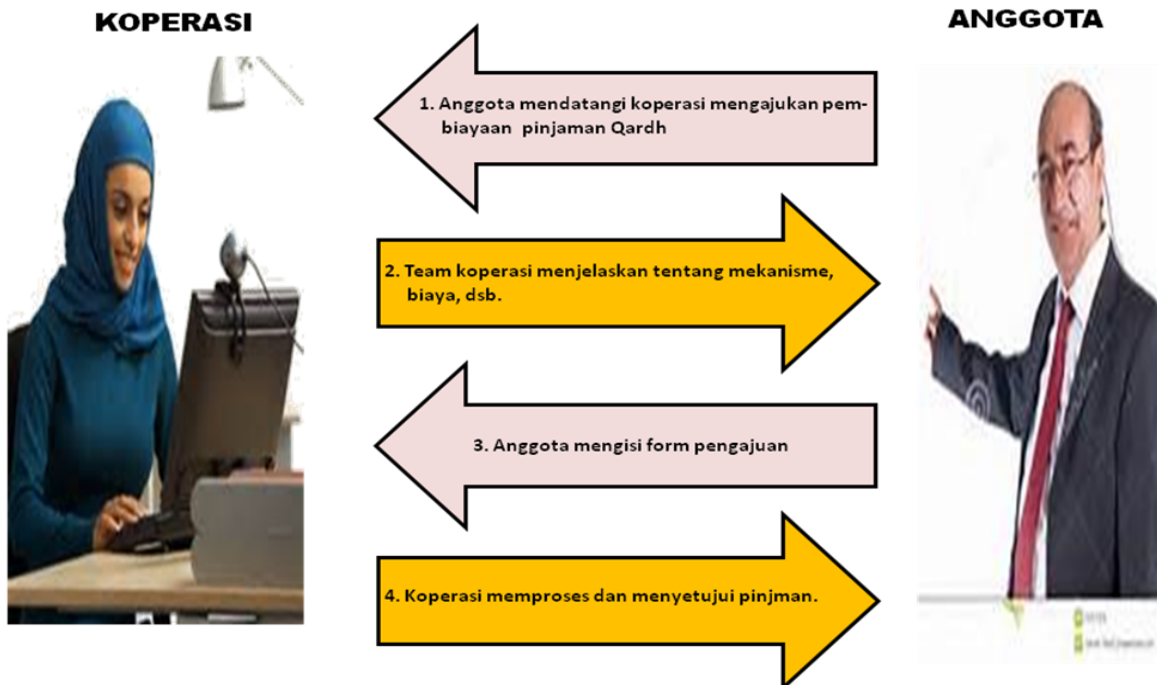 KOPERASI
ANGGOTA
1. Anggota mendatangi koperasi mengajukan pem-
biayaan pinjaman Qardh
2. Team koperasi menjelaskan tentang mekanisme,
biaya, dsb.
3. Anggota mengisi form pengajuan
4. Koperasi memproses dan menyetujui pinjman.